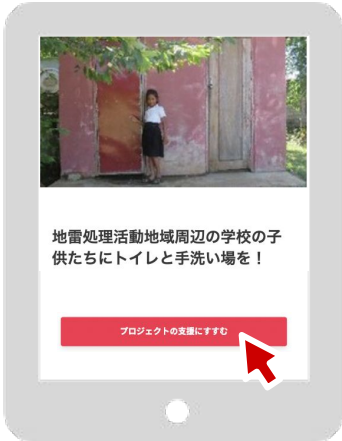 地雷処理活動地域周辺の学校の子
供たちにトイレと手洗い場を！
プロジェクトの支援にすすむ